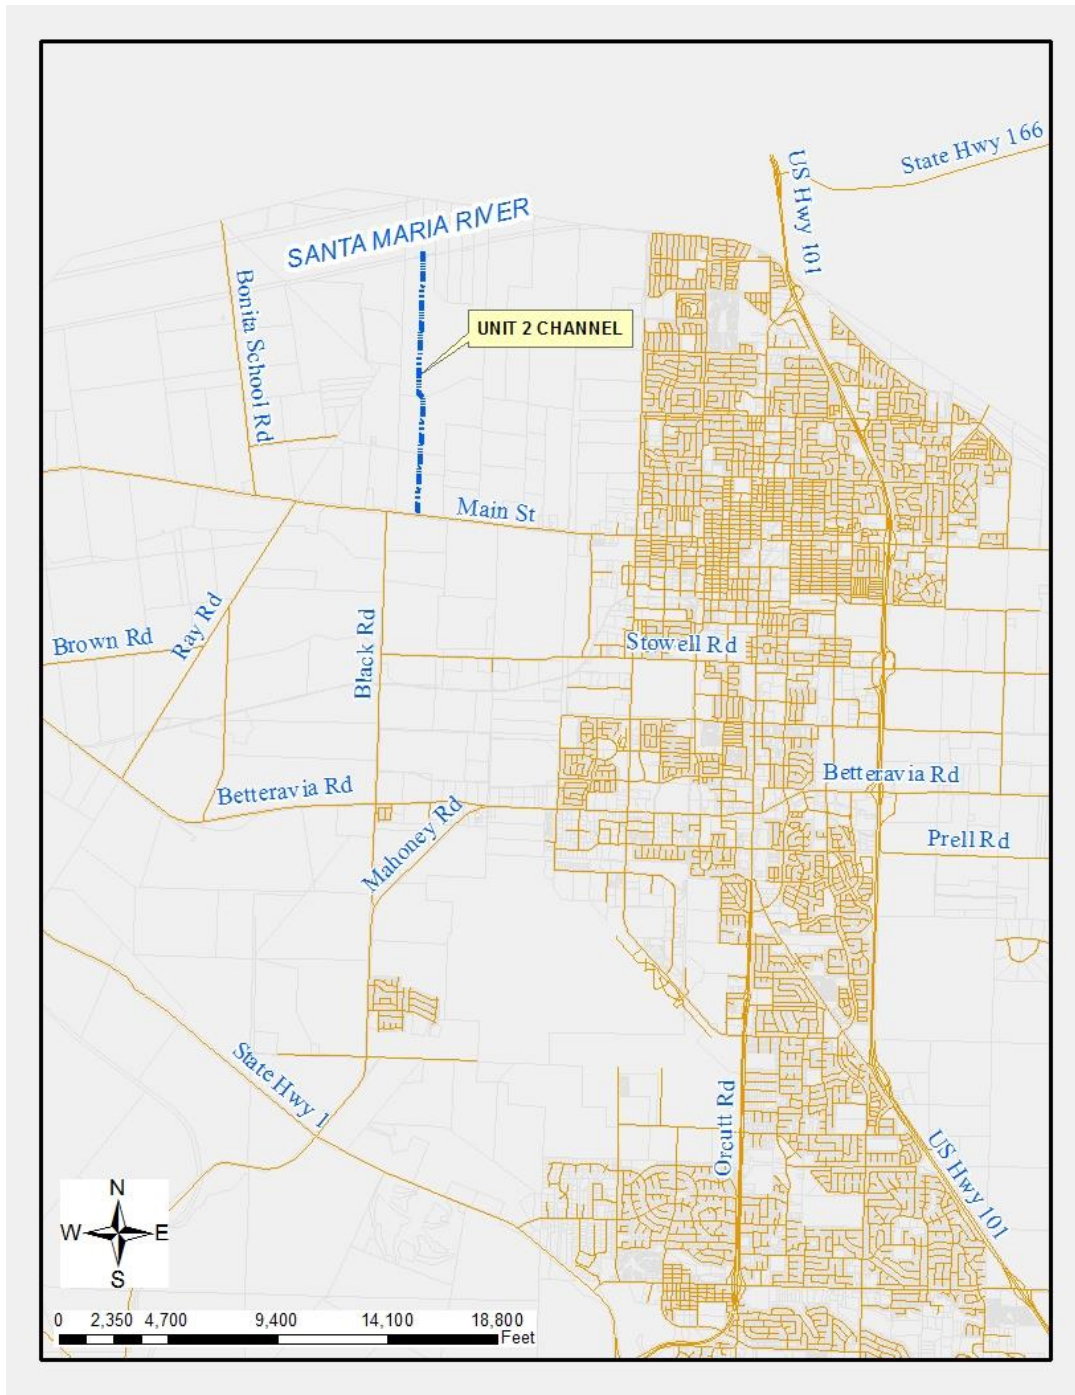 State Hwy 166
US Hwy 101
SANTA MARIA RIVER
Bonita School Rd
UNIT 2 CHANNEL
Main St
Brown Rd
Ray Rd
Black Rd
Stowell Rd
Betteravia Rd
Betteravia Rd
Mahoney Rd
Prell Rd
State Hwy 1
Orcutt Rd
US Hwy 101
N
W E
S
0 2,350 4,700 9,400 14,100 18,800
Feet